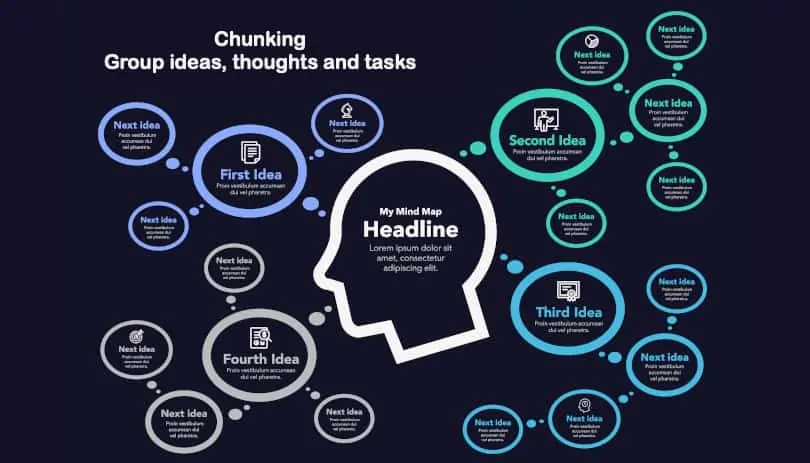 Chunking
Group ideas, thoughts and tasks
My Mind Map
Headline
Lorem ipsum dolor sit
amet, consectetur
adipiscing elit.
First Idea
Proin vestibulum accumsan
dui vel pharetra.
Next idea
Proin vestibulum
accumsan dui
vel pharetra.
Next idea
Proin vestibulum
accumsan dui
vel pharetra.
Next idea
Proin vestibulum
accumsan dui
vel pharetra.
Second Idea
Proin vestibulum accumsan
dui vel pharetra.
Next idea
Proin vestibulum
accumsan dui
vel pharetra.
Next idea
Proin vestibulum
accumsan dui
vel pharetra.
Next idea
Proin vestibulum
accumsan dui
vel pharetra.
Next idea
Proin vestibulum
accumsan dui
vel pharetra.
Next idea
Proin vestibulum
accumsan dui
vel pharetra.
Third Idea
Proin vestibulum accumsan
dui vel pharetra.
Next idea
Proin vestibulum
accumsan dui
vel pharetra.
Next idea
Proin vestibulum
accumsan dui
vel pharetra.
Next idea
Proin vestibulum
accumsan dui
vel pharetra.
Next idea
Proin vestibulum
accumsan dui
vel pharetra.
Fourth Idea
Proin vestibulum accumsan
dui vel pharetra.
Next idea
Proin vestibulum
accumsan dui
vel pharetra.
Next idea
Proin vestibulum
accumsan dui
vel pharetra.
Next idea
Proin vestibulum
accumsan dui
vel pharetra.
Next idea
Proin vestibulum
accumsan dui
vel pharetra.